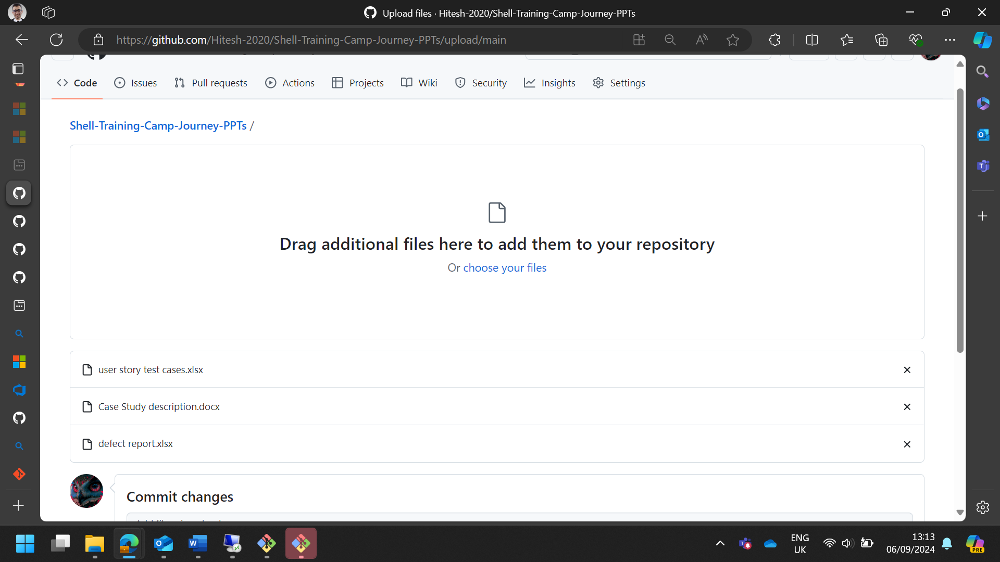 Upload files · Hitesh-2020/Shell-Training-Camp-Journey-PPTs
https://github.com/Hitesh-2020/Shell-Training-Camp-Journey-PPTs/upload/main
Code Issues Pull requests Actions Projects Wiki Security Insights Settings
Shell-Training-Camp-Journey-PPTs /
Drag additional files here to add them to your repository
Or choose your files
user story test cases.xlsx
Case Study description.docx
defect report.xlsx
Commit changes
ENG
UK
13:13
06/09/2024
PRE